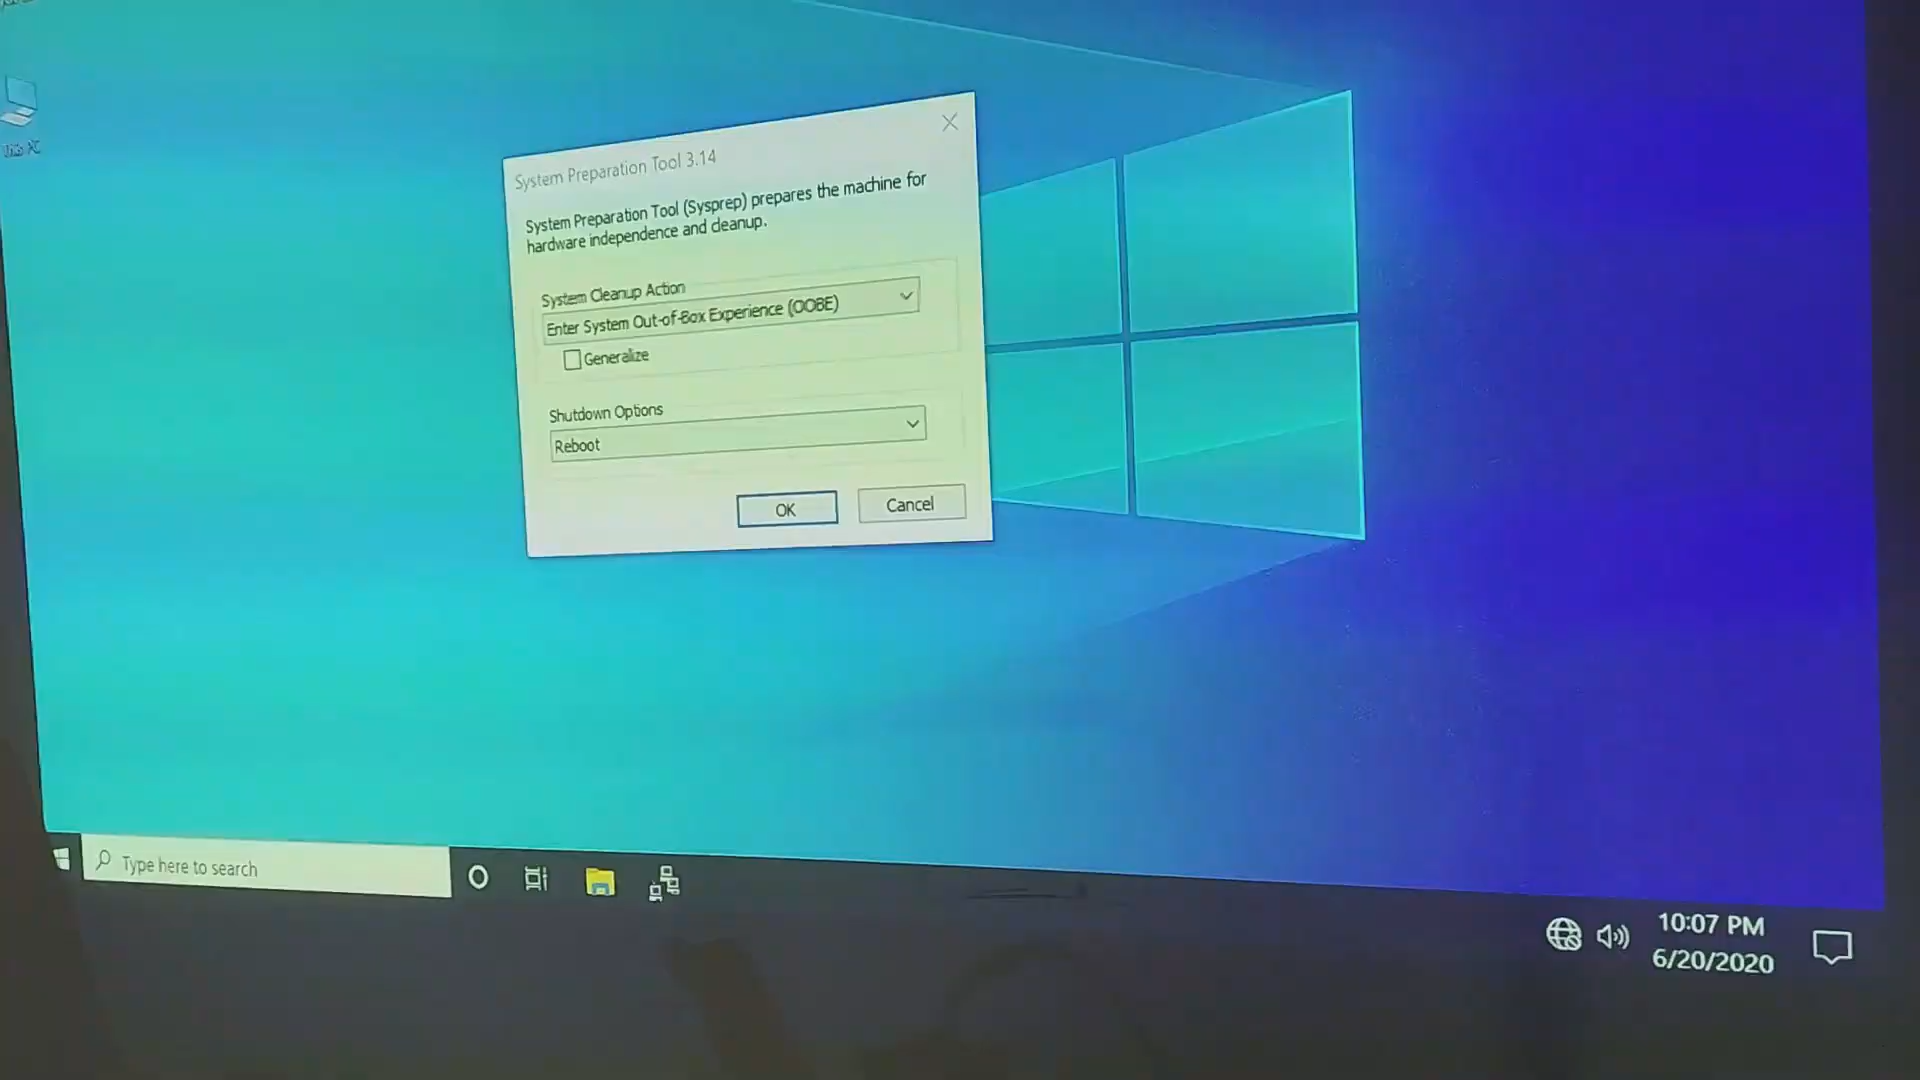 This PC
System Preparation Tool 3.14
System Preparation Tool (Sysprep) prepares the machine for
hardware independence and cleanup.
System Cleanup Action
Enter System Out-of-Box Experience (OOBE)
Generalize
Shutdown Options
Reboot
OK
Cancel
Type here to search
10:07 PM
6/20/2020